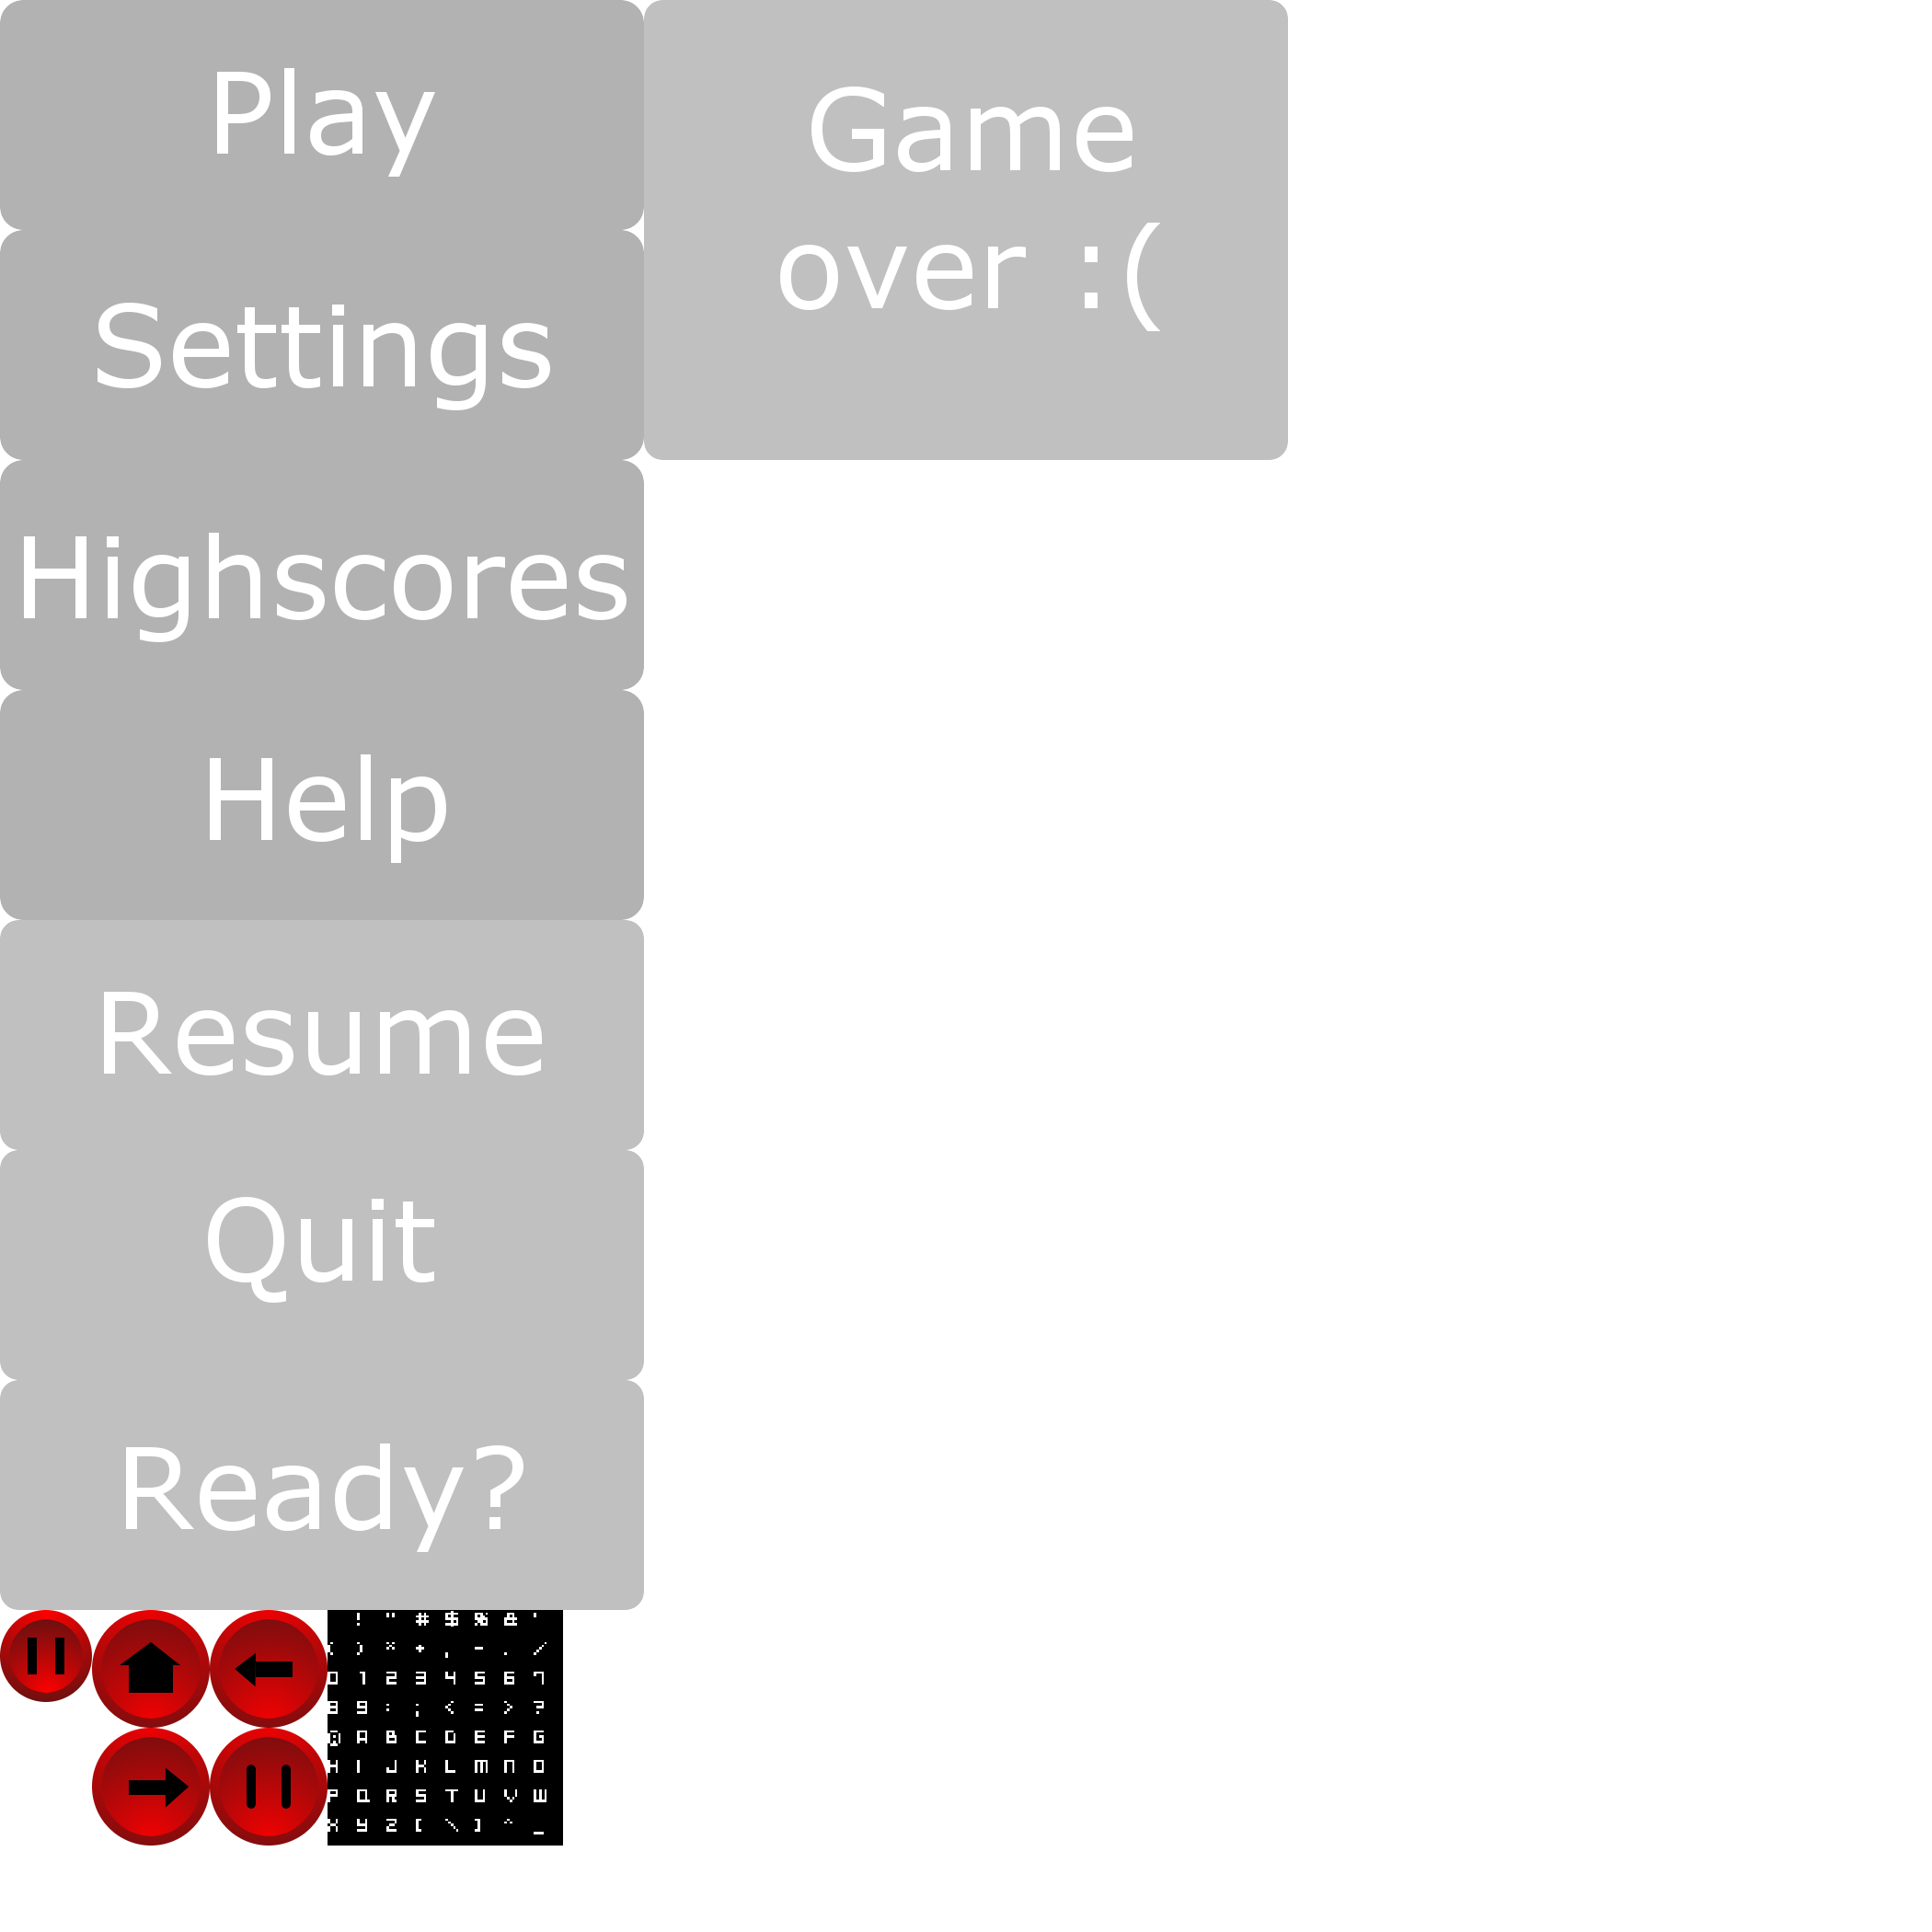 Play
Settings
Highscores
Help
Resume
Quit
Ready?
Game
over :(
! " # $ & '
) * + , - . /
0 1 2 3 4 5 6 7
8 9 : ; < = > ?
@ A B C D E F G
H I J K L M N O
P Q R S T U V W
X Y Z [ \ ] ^ _